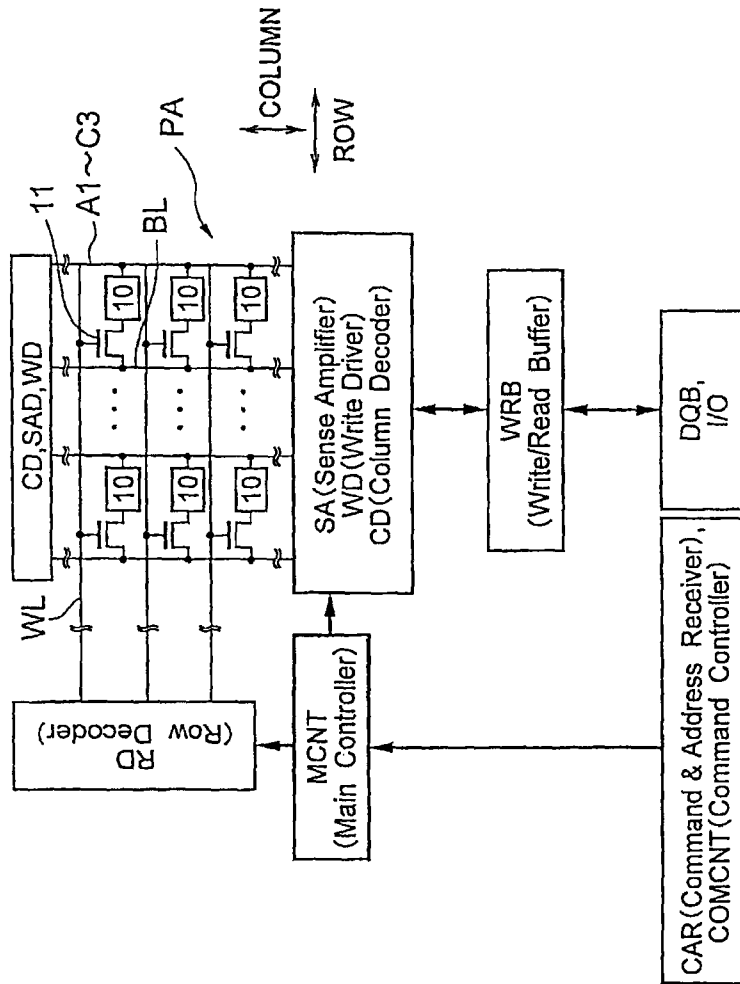 CD,SAD,WD
11
A1~C3
WL
BL
PA
COLUMN
ROW
10
10
10
10
10
10
RD
(Row Decoder)
MCNT
(Main Controller)
SA(Sense Amplifier)
WD(Write Driver)
CD(Column Decoder)
WRB
(Write/Read Buffer)
CAR(Command & Address Receiver),
COMCNT(Command Controller)
DQB,
I/O